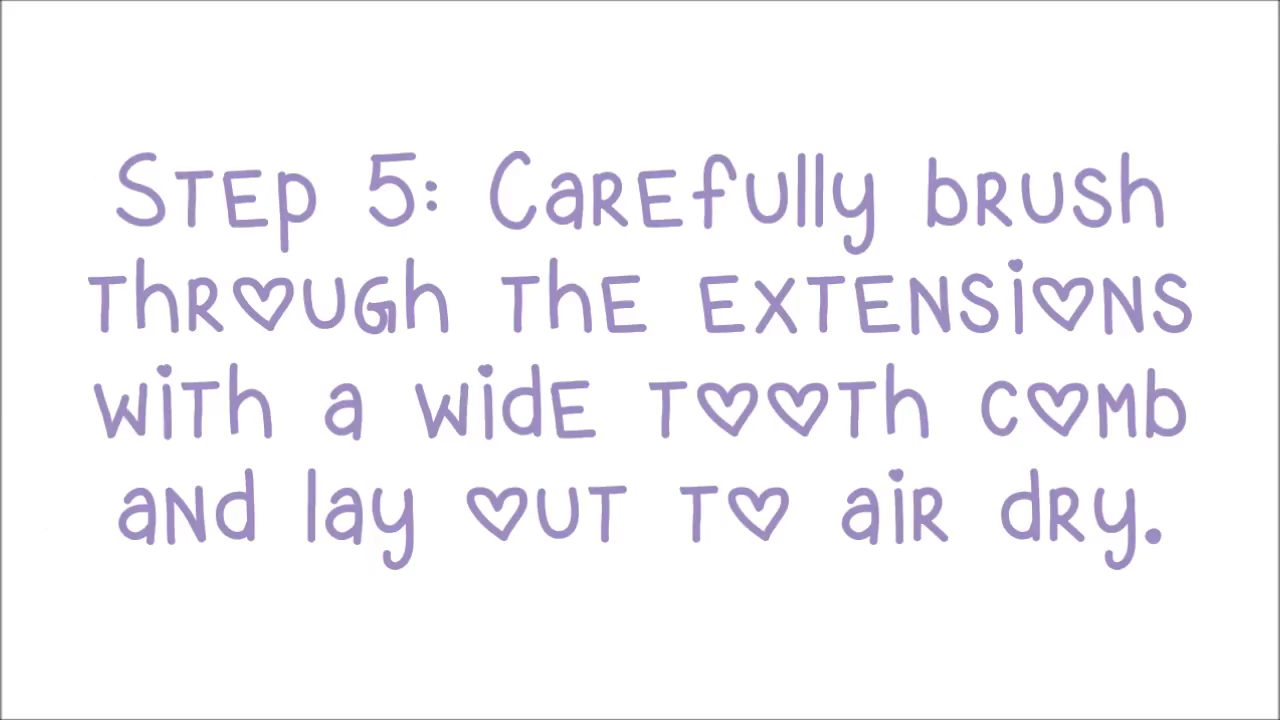 Step 5: Carefully brush
through the extensions
with a wide tooth comb
and lay out to air dry.